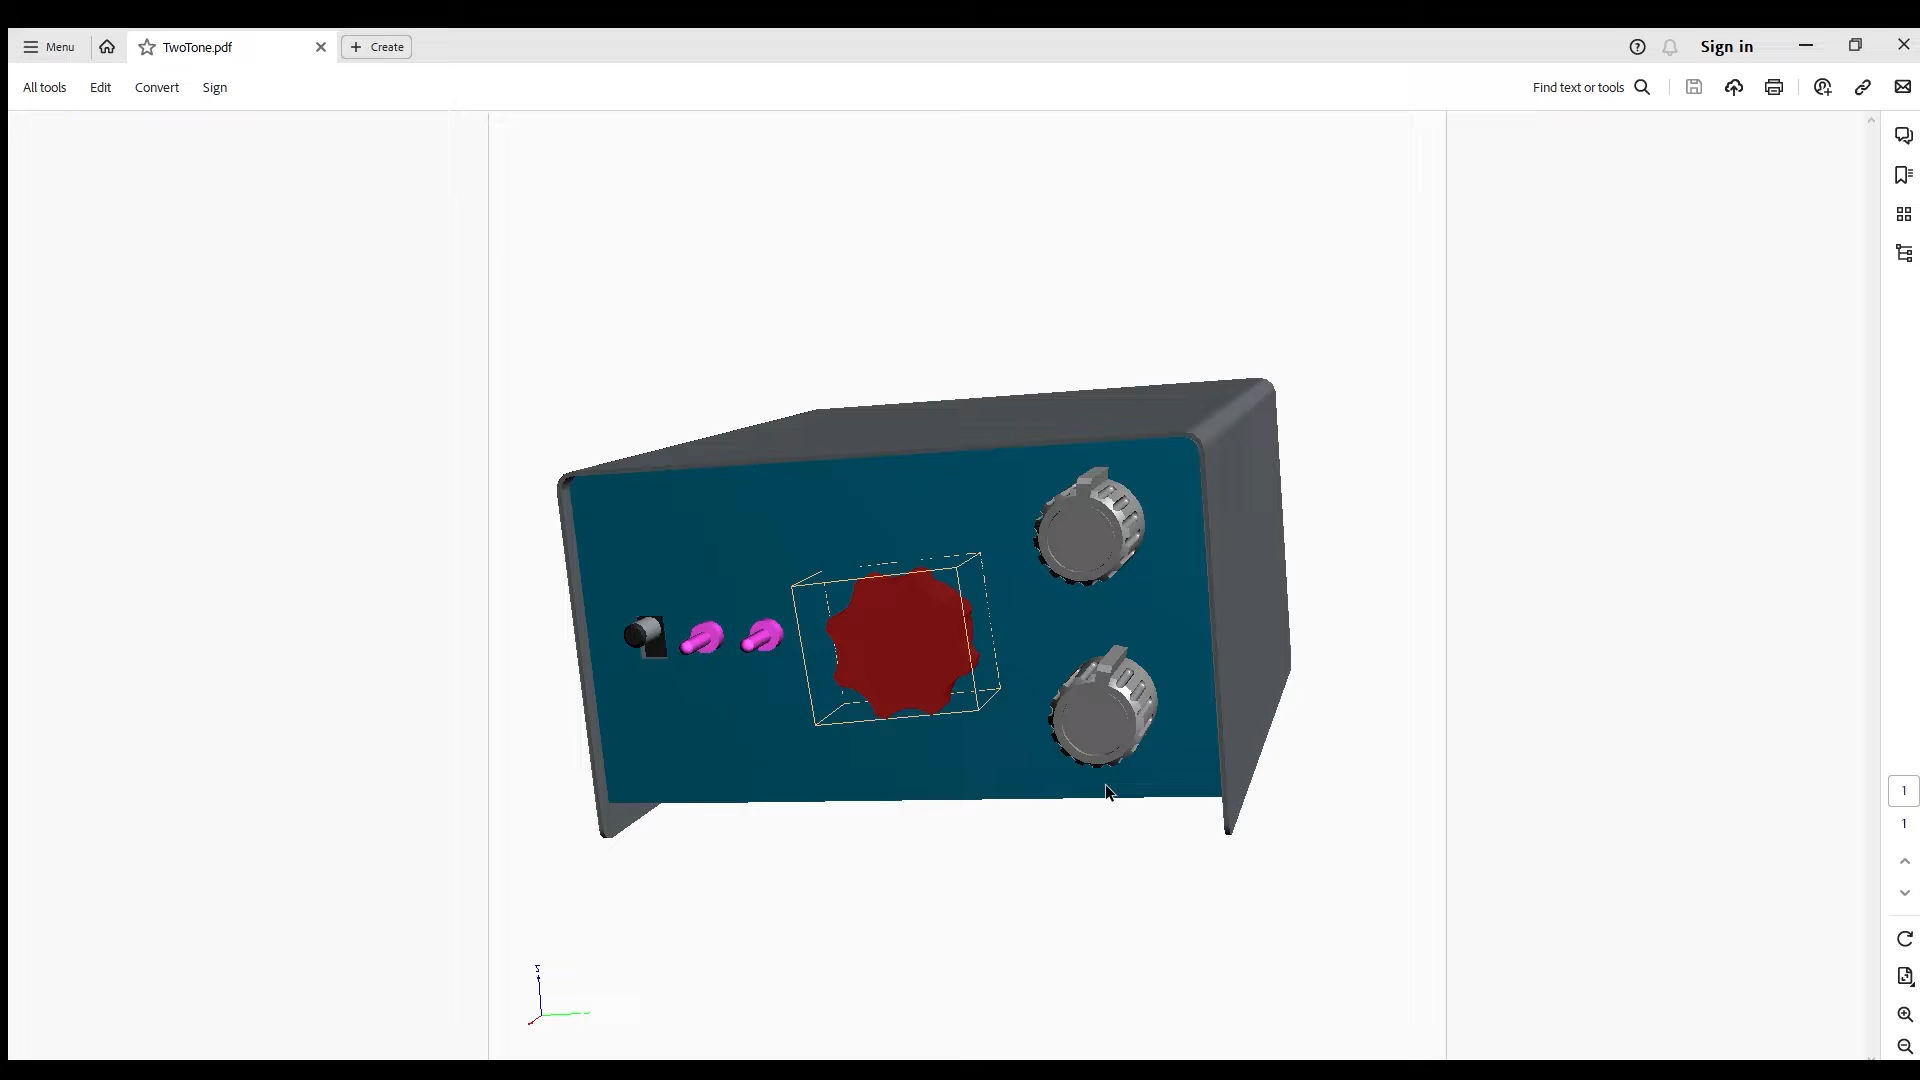 Menu
TwoTone.pdf
Create
Sign in
All tools
Edit
Convert
Sign
Find text or tools
1
1
Z